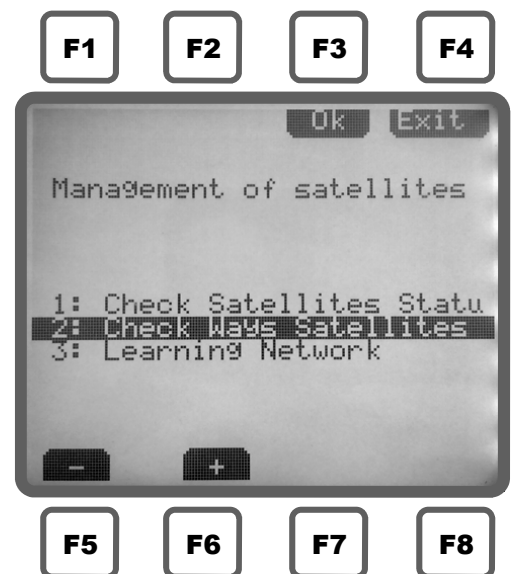 F1 F2 F3 F4
Ok Exit
Management of satellites
1: Check Satellites Statu
2: Check Ways Satellites
3: Learning Network
- +
F5 F6 F7 F8